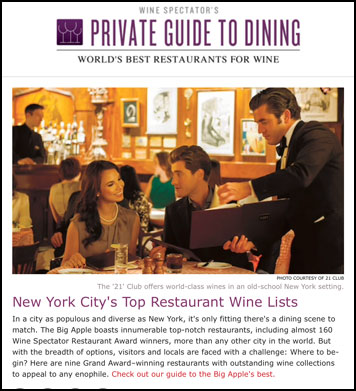 WINE SPECTATOR'S
PRIVATE GUIDE TO DINING
WORLD'S BEST RESTAURANTS FOR WINE
PHOTO COURTESY OF 21 CLUB
The '21' Club offers world-class wines in an old-school New York setting.
New York City's Top Restaurant Wine Lists
In a city as populous and diverse as New York, it's only fitting there's a dining scene to
match. The Big Apple boasts innumerable top-notch restaurants, including almost 160
Wine Spectator Restaurant Award winners, more than any other city in the world. But
with the breadth of options, visitors and locals are faced with a challenge: Where to be-
gin? Here are nine Grand Award–winning restaurants with outstanding wine collections
to appeal to any enophile. Check out our guide to the Big Apple's best.